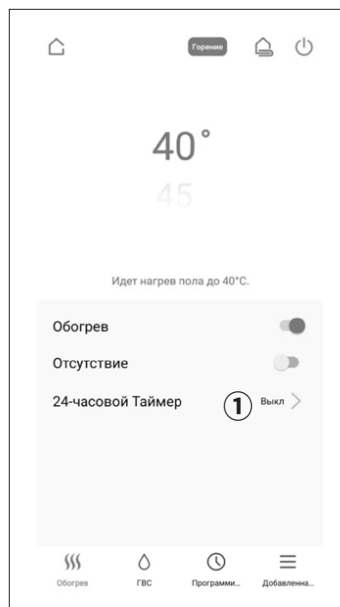 Горение
40°
45
Идет нагрев пола до 40°C.
Обогрев
Отсутствие
24-часовой Таймер ① Выкл
Обогрев ГВС Программи... Добавленна...